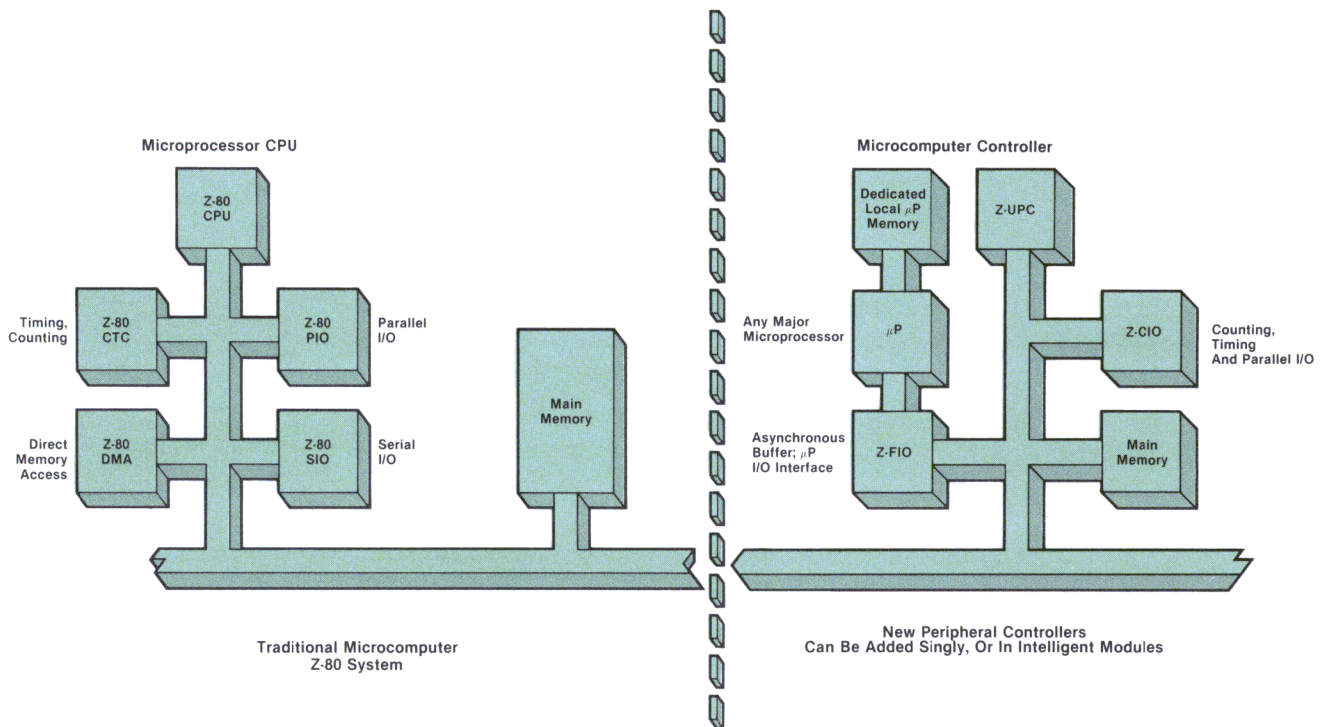 Microprocessor CPU
Z-80
CPU
Timing,
Counting
Z-80
CTC
Z-80
PIO
Parallel
I/O
Direct
Memory
Access
Z-80
DMA
Z-80
SIO
Serial
I/O
Main
Memory
Traditional Microcomputer
Z-80 System
Microcomputer Controller
Dedicated
Local μP
Memory
Z-UPC
Any Major
Microprocessor
μP
Z-CIO
Counting,
Timing
And Parallel I/O
Asynchronous
Buffer; μP
I/O Interface
Z-FIO
Main
Memory
New Peripheral Controllers
Can Be Added Singly, Or In Intelligent Modules